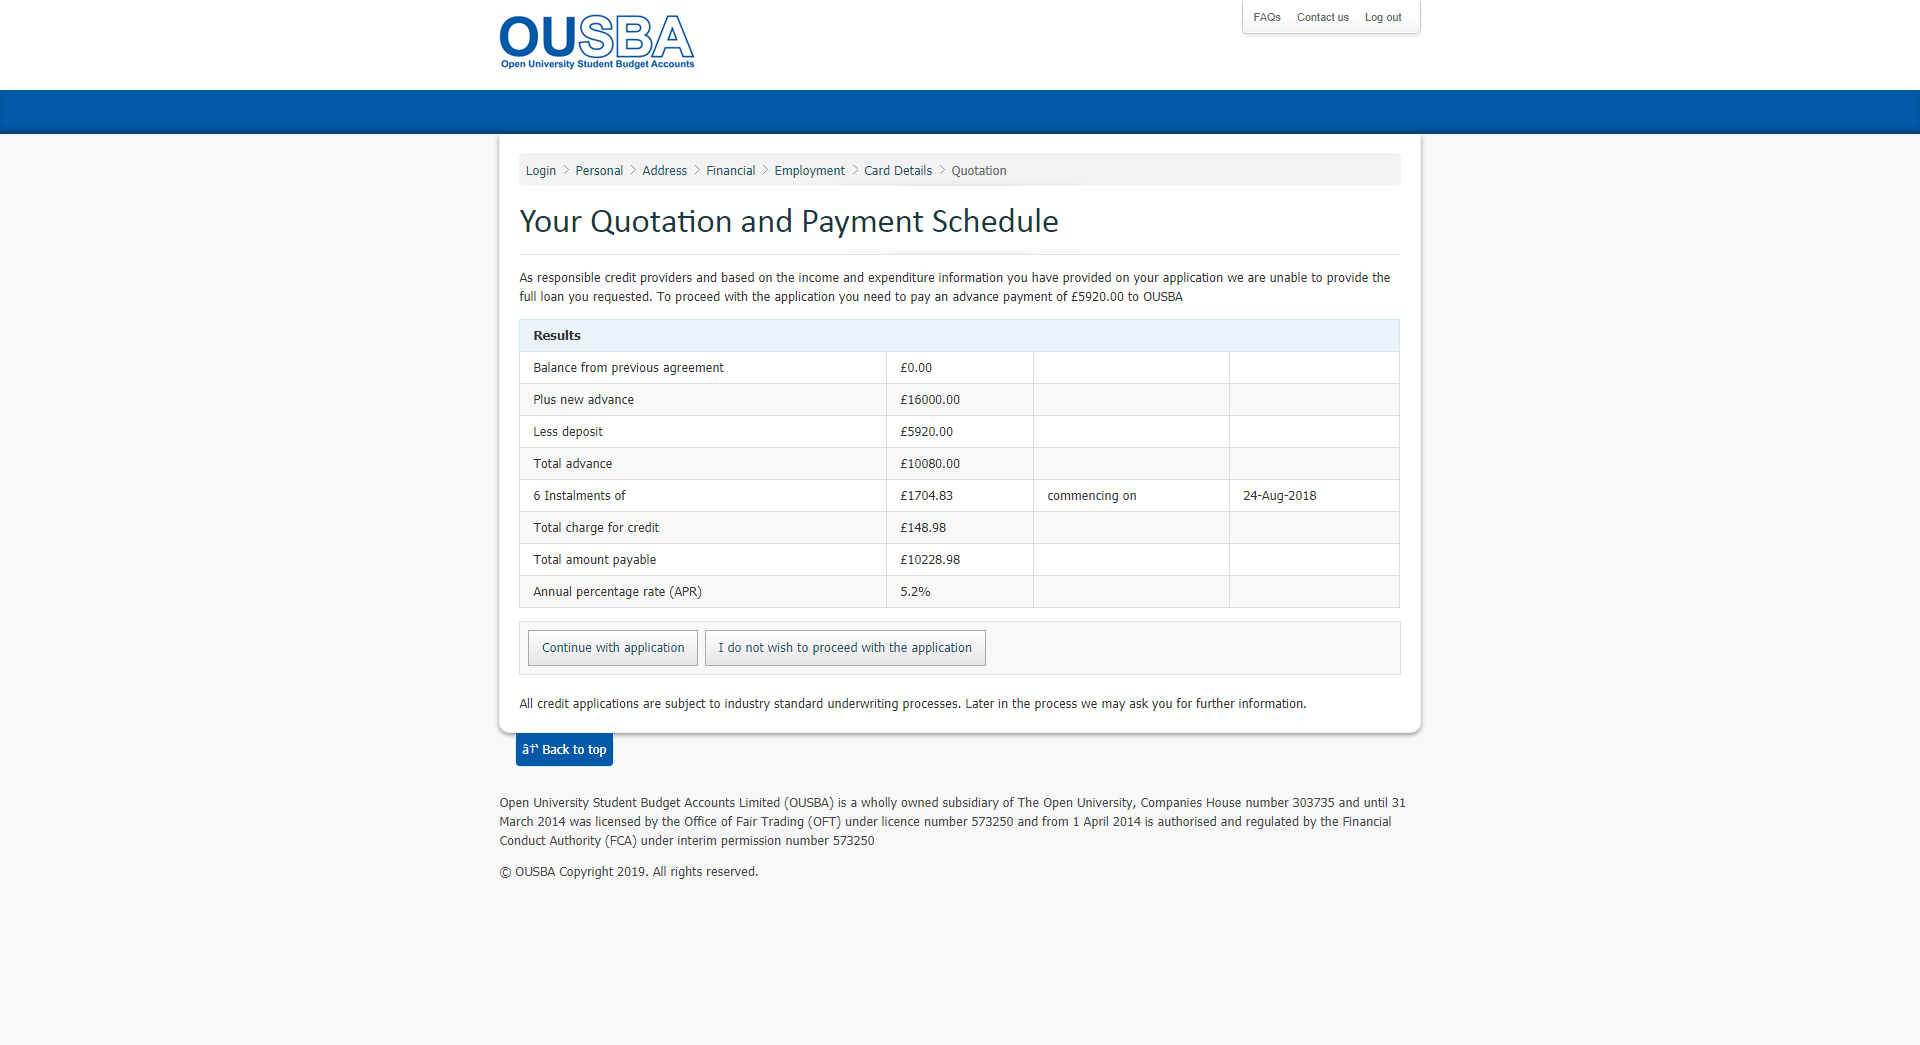 OUSBA
Open University Student Budget Accounts
FAQs Contact us Log out
Login > Personal > Address > Financial > Employment > Card Details > Quotation
Your Quotation and Payment Schedule
As responsible credit providers and based on the income and expenditure information you have provided on your application we are unable to provide the
full loan you requested. To proceed with the application you need to pay an advance payment of £5920.00 to OUSBA
Results
Balance from previous agreement £0.00
Plus new advance £16000.00
Less deposit £5920.00
Total advance £10080.00
6 Instalments of £1704.83 commencing on 24-Aug-2018
Total charge for credit £148.98
Total amount payable £10228.98
Annual percentage rate (APR) 5.2%
Continue with application I do not wish to proceed with the application
All credit applications are subject to industry standard underwriting processes. Later in the process we may ask you for further information.
â†‘ Back to top
Open University Student Budget Accounts Limited (OUSBA) is a wholly owned subsidiary of The Open University, Companies House number 303735 and until 31
March 2014 was licensed by the Office of Fair Trading (OFT) under licence number 573250 and from 1 April 2014 is authorised and regulated by the Financial
Conduct Authority (FCA) under interim permission number 573250
© OUSBA Copyright 2019. All rights reserved.